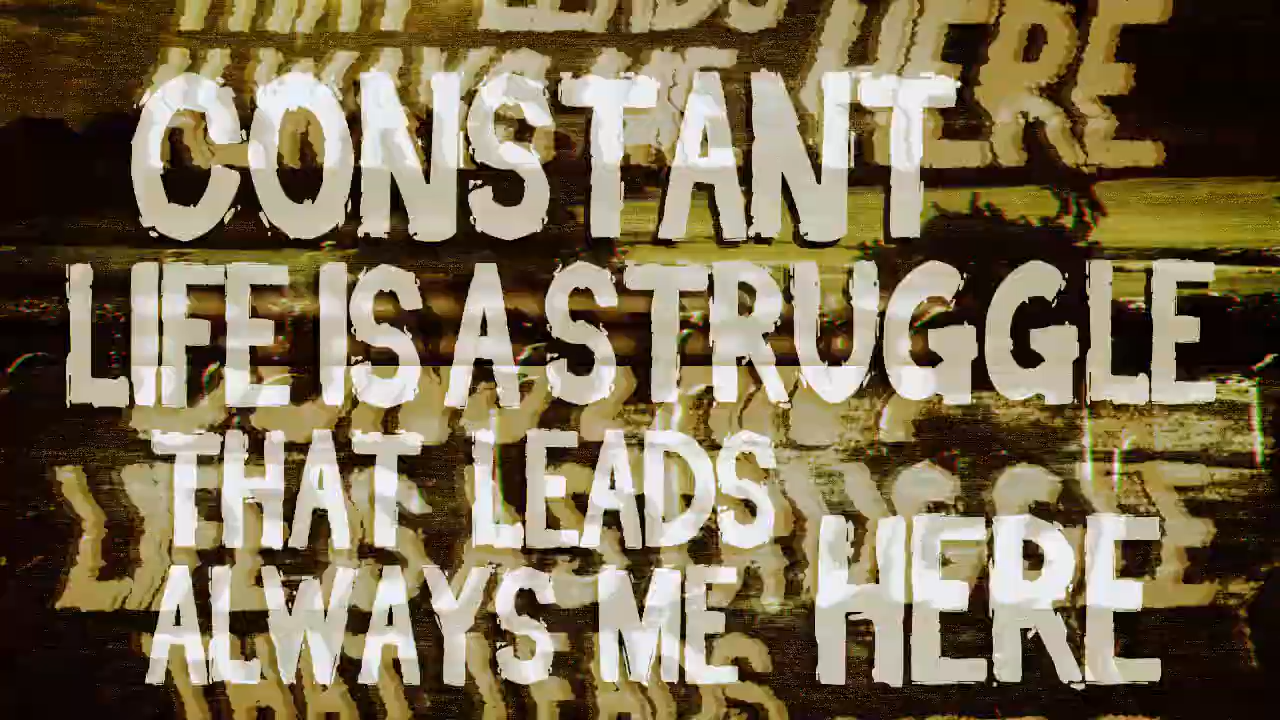 CONSTANT
LIFE IS A STRUGGLE
THAT LEADS
ALWAYS ME HERE